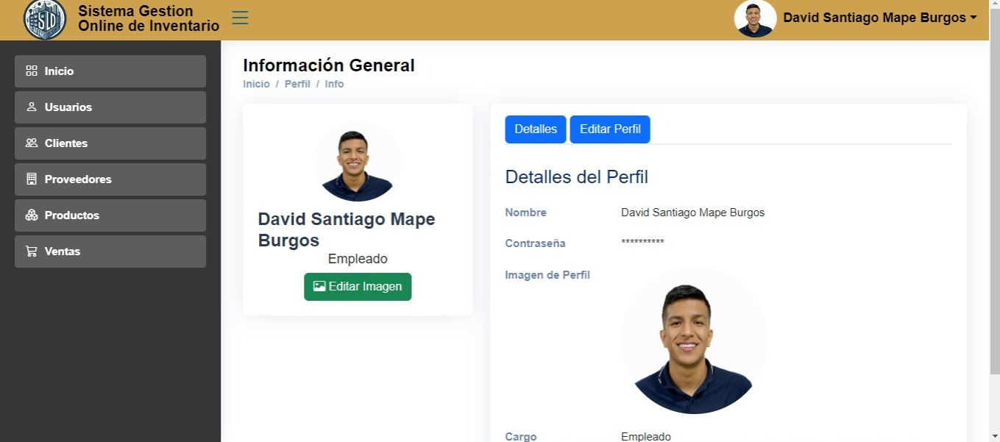 SLD
Sistema Gestion
Online de Inventario
David Santiago Mape Burgos
Inicio
Usuarios
Clientes
Proveedores
Productos
Ventas
Información General
Inicio / Perfil / Info
David Santiago Mape
Burgos
Empleado
Editar Imagen
Detalles
Editar Perfil
Detalles del Perfil
Nombre
David Santiago Mape Burgos
Contraseña
**********
Imagen de Perfil
Cargo
Empleado